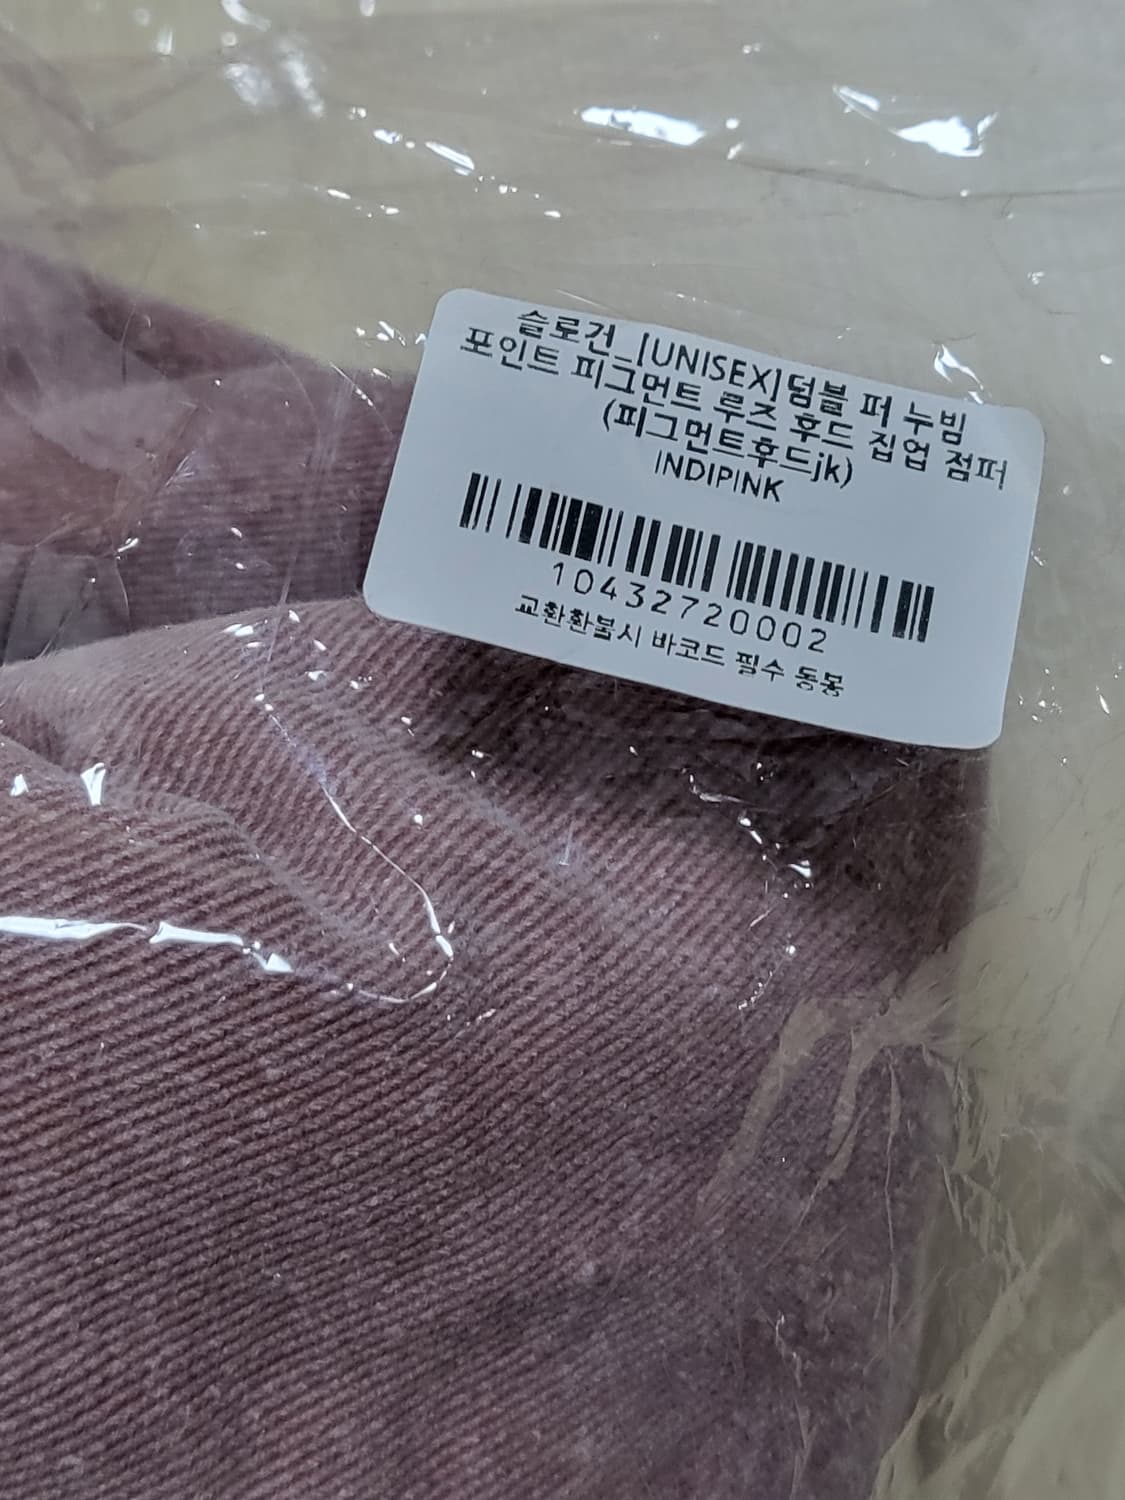 슬로건_[UNISEX]덤블 퍼 누빔
포인트 피그먼트 루즈 후드 집업 점퍼
(피그먼트후드jk)
INDIPINK
10432720002
교환환불시 바코드 필수 동몽